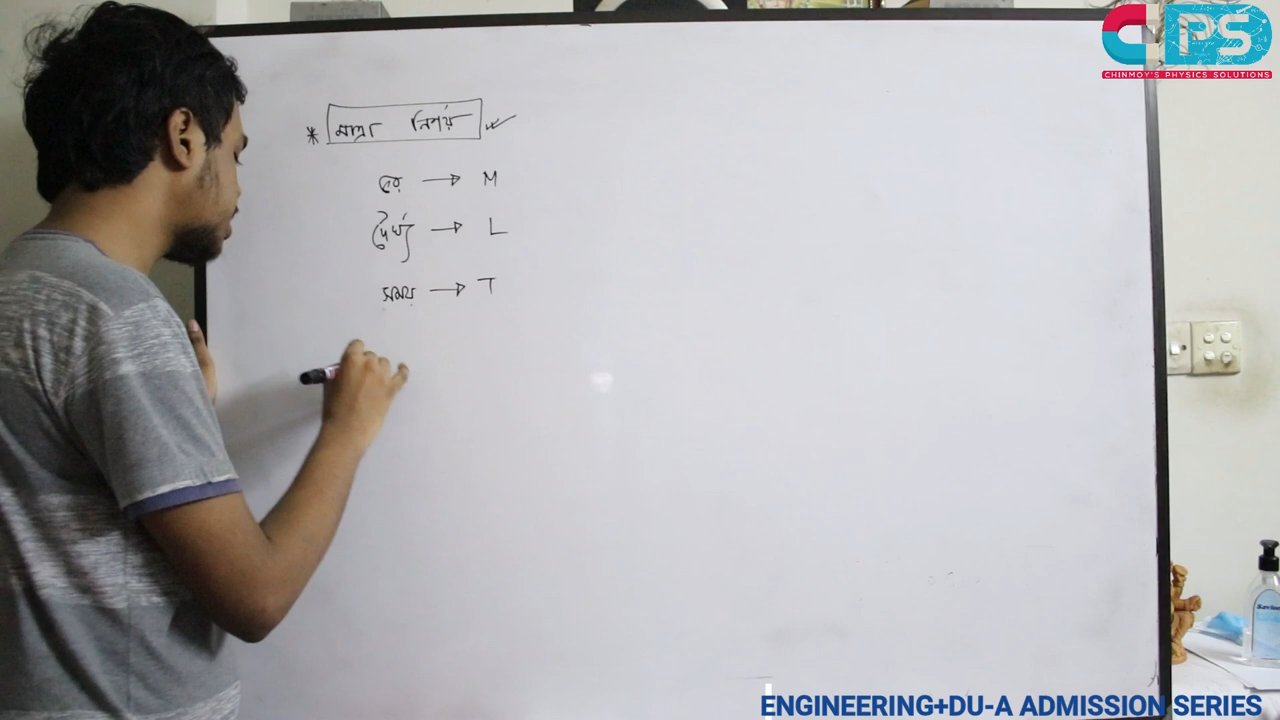 CPS
CHINMOY'S PHYSICS SOLUTIONS
* মাত্রা নির্ণয়
ভর → M
দৈর্ঘ্য → L
সময় → T
ENGINEERING+DU-A ADMISSION SERIES